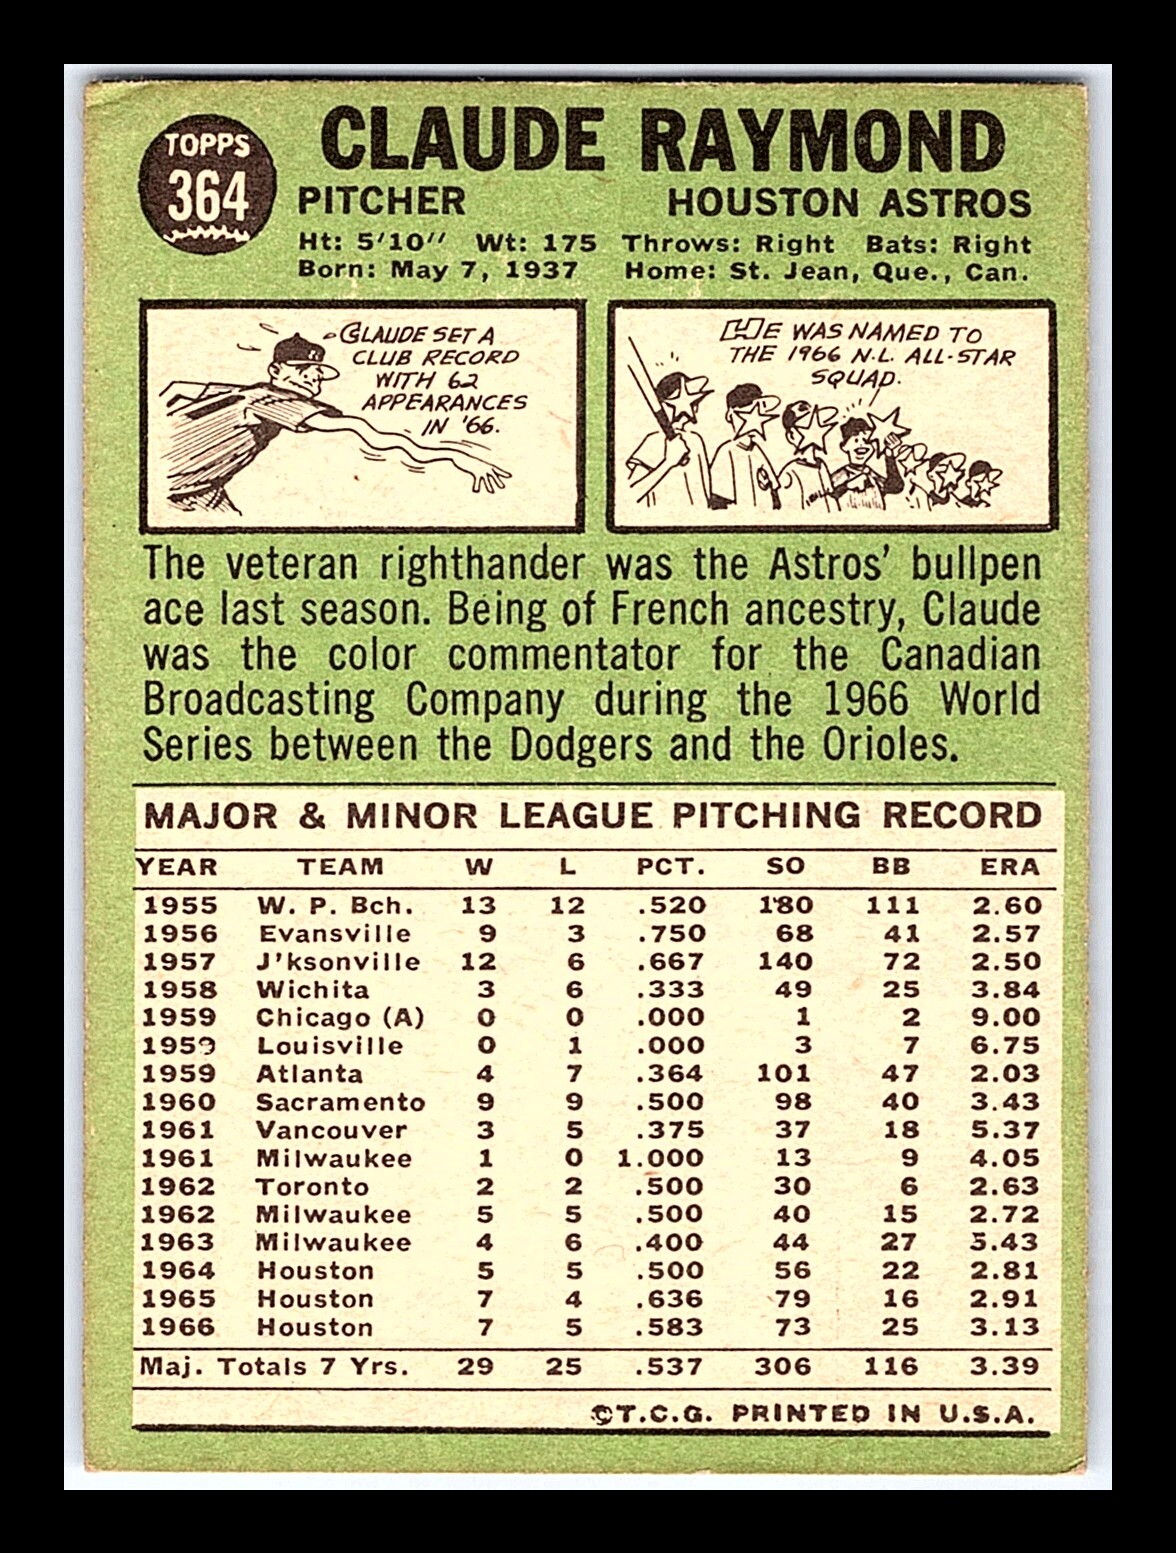 TOPPS
364
CLAUDE RAYMOND
PITCHER HOUSTON ASTROS
Ht: 5'10" Wt: 175 Throws: Right Bats: Right
Born: May 7, 1937 Home: St. Jean, Que., Can.
CLAUDE SET A
CLUB RECORD
WITH 62
APPEARANCES
IN '66.
HE WAS NAMED TO
THE 1966 N.L. ALL-STAR
SQUAD.
The veteran righthander was the Astros' bullpen
ace last season. Being of French ancestry, Claude
was the color commentator for the Canadian
Broadcasting Company during the 1966 World
Series between the Dodgers and the Orioles.
MAJOR & MINOR LEAGUE PITCHING RECORD
YEAR TEAM W L PCT. SO BB ERA
1955 W. P. Bch. 13 12 .520 180 111 2.60
1956 Evansville 9 3 .750 68 41 2.57
1957 J'ksonville 12 6 .667 140 72 2.50
1958 Wichita 3 6 .333 49 25 3.84
1959 Chicago (A) 0 0 .000 1 2 9.00
1959 Louisville 0 1 .000 3 7 6.75
1959 Atlanta 4 7 .364 101 47 2.03
1960 Sacramento 9 9 .500 98 40 3.43
1961 Vancouver 3 5 .375 37 18 5.37
1961 Milwaukee 1 0 1.000 13 9 4.05
1962 Toronto 2 2 .500 30 6 2.63
1962 Milwaukee 5 5 .500 40 15 2.72
1963 Milwaukee 4 6 .400 44 27 5.43
1964 Houston 5 5 .500 56 22 2.81
1965 Houston 7 4 .636 79 16 2.91
1966 Houston 7 5 .583 73 25 3.13
Maj. Totals 7 Yrs. 29 25 .537 306 116 3.39
©T.C.G. PRINTED IN U.S.A.